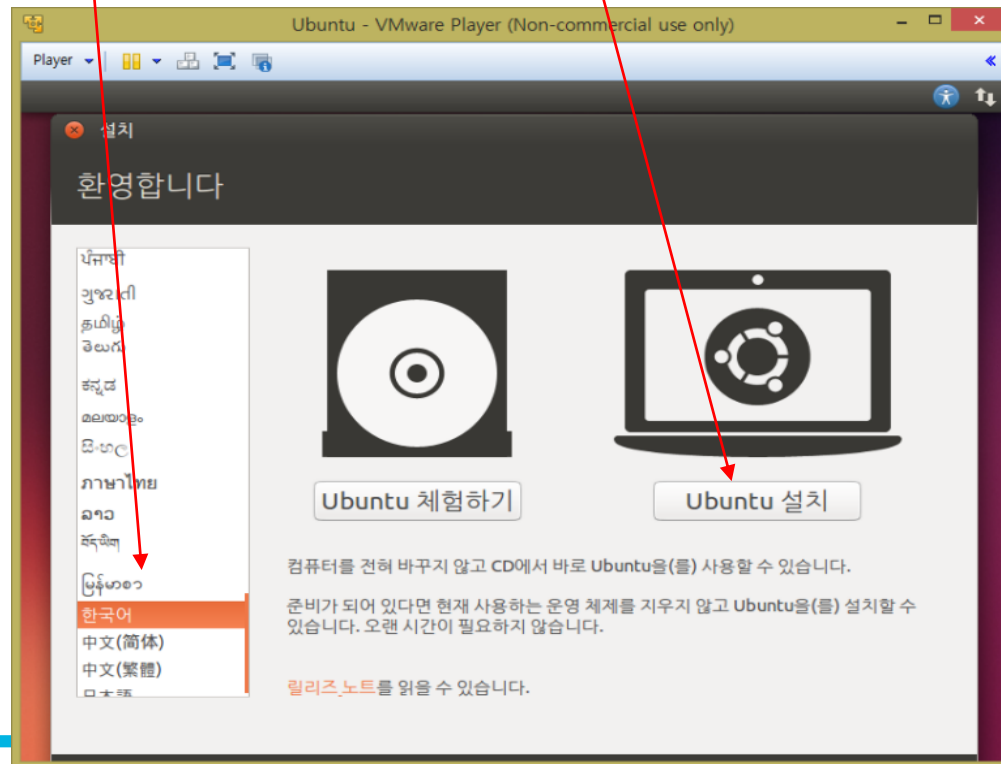 Ubuntu - VMware Player (Non-commercial use only)
Player
설치
환영합니다
ਪੰਜਾਬੀ
ગુજરાતી
தமிழ்
తెలుగు
ಕನ್ನಡ
മലയാളം
සිංහල
ภาษาไทย
ລາວ
བོད་ཡིག
မြန်မာစာ
한국어
中文(简体)
中文(繁體)
日本語
Ubuntu 체험하기
Ubuntu 설치
컴퓨터를 전혀 바꾸지 않고 CD에서 바로 Ubuntu을(를) 사용할 수 있습니다.
준비가 되어 있다면 현재 사용하는 운영 체제를 지우지 않고 Ubuntu을(를) 설치할 수
있습니다. 오랜 시간이 필요하지 않습니다.
릴리즈 노트를 읽을 수 있습니다.